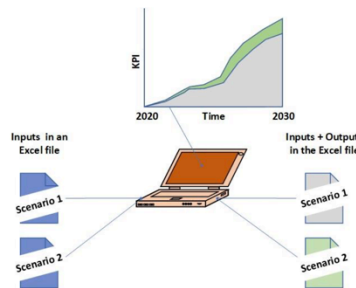 KPI
2020
Time
2030
Inputs in an
Excel file
Scenario 1
Scenario 2
Inputs + Output
in the Excel file
Scenario 1
Scenario 2